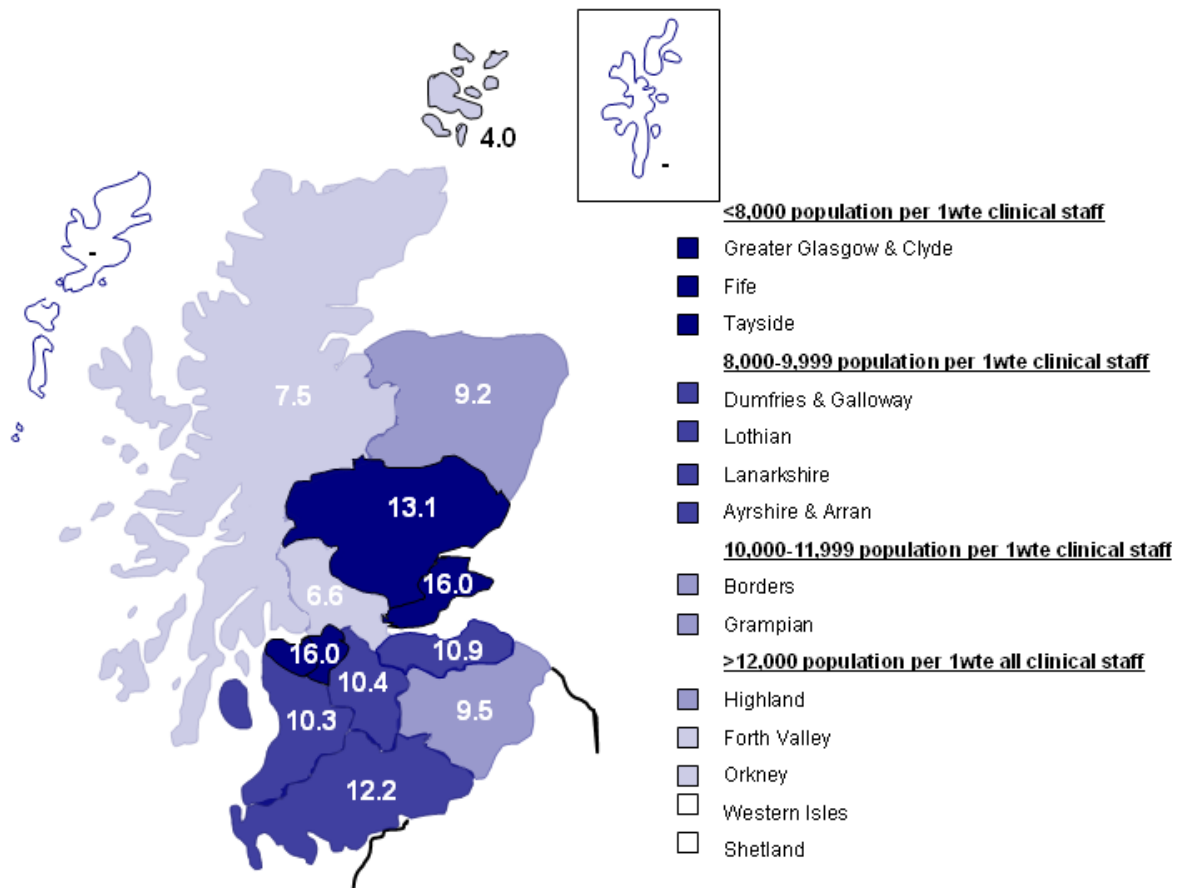 4.0
-
-
7.5
9.2
13.1
16.0
6.6
16.0
10.9
10.4
10.3
9.5
12.2
<8,000 population per 1wte clinical staff
Greater Glasgow & Clyde
Fife
Tayside
8,000-9,999 population per 1wte clinical staff
Dumfries & Galloway
Lothian
Lanarkshire
Ayrshire & Arran
10,000-11,999 population per 1wte clinical staff
Borders
Grampian
>12,000 population per 1wte all clinical staff
Highland
Forth Valley
Orkney
Western Isles
Shetland